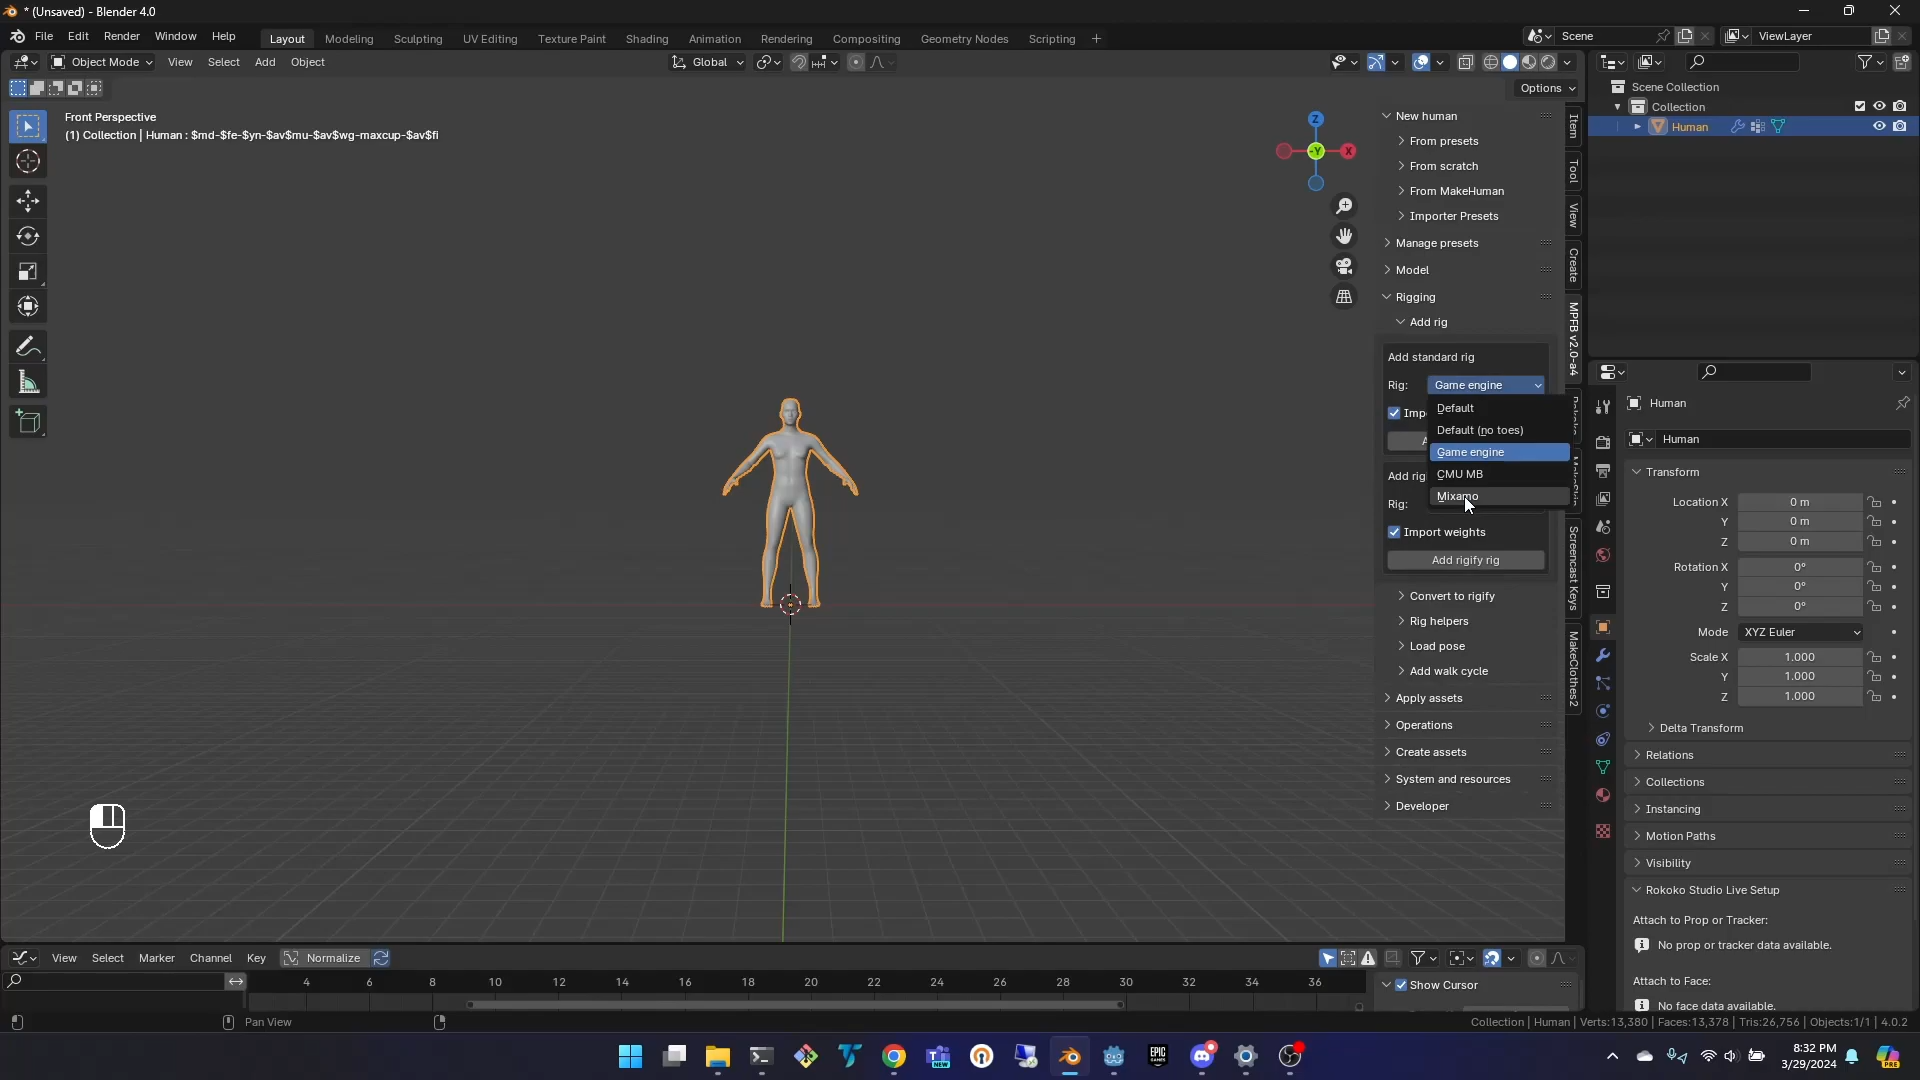 * (Unsaved) - Blender 4.0
File Edit Render Window Help
Layout Modeling Sculpting UV Editing Texture Paint Shading Animation Rendering Compositing Geometry Nodes Scripting +
Scene
ViewLayer
Object Mode View Select Add Object
Global
Options
Front Perspective
(1) Collection | Human : $md-$fe-$yn-$av$mu-$av$wg-maxcup-$av$fi
Z
-Y
X
New human
From presets
From scratch
From MakeHuman
Importer Presets
Manage presets
Model
Rigging
Add rig
Add standard rig
Rig: Game engine
Default
Default (no toes)
Game engine
CMU MB
Mixamo
Rig:
Import weights
Add rigify rig
Convert to rigify
Rig helpers
Load pose
Add walk cycle
Apply assets
Operations
Create assets
System and resources
Developer
Item
Tool
View
Create
MPFB v2.0-a4
Screencast Keys
MakeClothes2
Scene Collection
Collection
Human
Human
Human
Transform
Location X 0 m
Y 0 m
Z 0 m
Rotation X 0°
Y 0°
Z 0°
Mode XYZ Euler
Scale X 1.000
Y 1.000
Z 1.000
Delta Transform
Relations
Collections
Instancing
Motion Paths
Visibility
Rokoko Studio Live Setup
Attach to Prop or Tracker:
No prop or tracker data available.
Attach to Face:
No face data available.
View Select Marker Channel Key Normalize
4 6 8 10 12 14 16 18 20 22 24 26 28 30 32 34 36
Show Cursor
Pan View
Collection | Human | Verts:13,380 | Faces:13,378 | Tris:26,756 | Objects:1/1 | 4.0.2
NEW
EPIC
GAMES
8:32 PM
3/29/2024
PRE